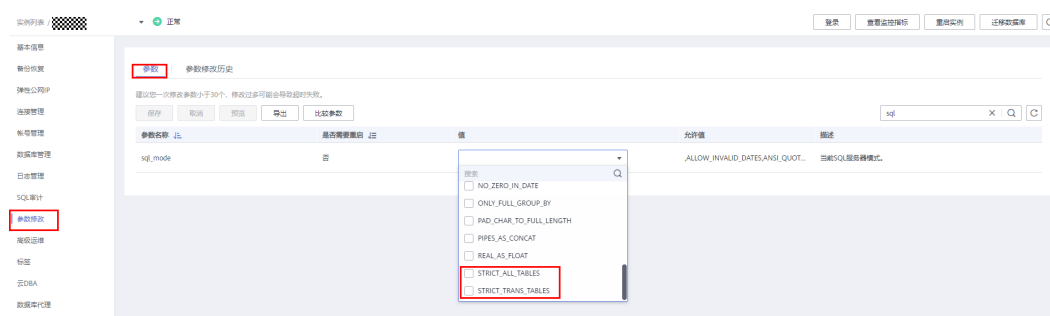 实例列表 /
正常
登录 查看监控指标 重启实例 迁移数据库
基本信息
备份恢复
弹性公网IP
连接管理
帐号管理
数据库管理
日志管理
SQL审计
参数修改
高级运维
标签
云DBA
数据库代理
参数 参数修改历史
建议您一次修改参数小于30个，修改过多可能会导致超时失败。
保存 取消 预览 导出 比较参数 sql
参数名称 是否需要重启 值 允许值 描述
sql_mode 否 ,ALLOW_INVALID_DATES,ANSI_QUOT... 当前SQL服务器模式。
搜索
NO_ZERO_IN_DATE
ONLY_FULL_GROUP_BY
PAD_CHAR_TO_FULL_LENGTH
PIPES_AS_CONCAT
REAL_AS_FLOAT
STRICT_ALL_TABLES
STRICT_TRANS_TABLES